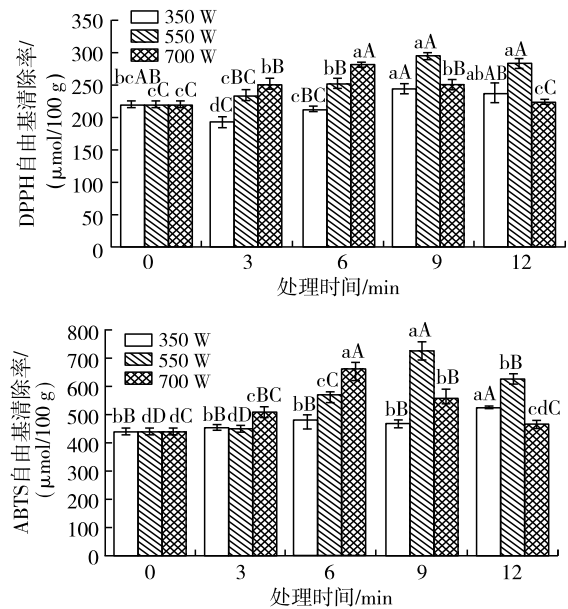 DPPH自由基清除率/
(μmol/100 g)
350
300
250
200
150
100
50
0
350 W
550 W
700 W
bcAB cC cC
dC cBC bB
cBC bB aA
aA aA bB
abAB aA cC
0 3 6 9 12
处理时间/min
ABTS自由基清除率/
(μmol/100 g)
800
700
600
500
400
300
200
100
0
350 W
550 W
700 W
bB dD dC
bB dD cBC
bB cC aA
bB aA bB
aA bB cdC
0 3 6 9 12
处理时间/min